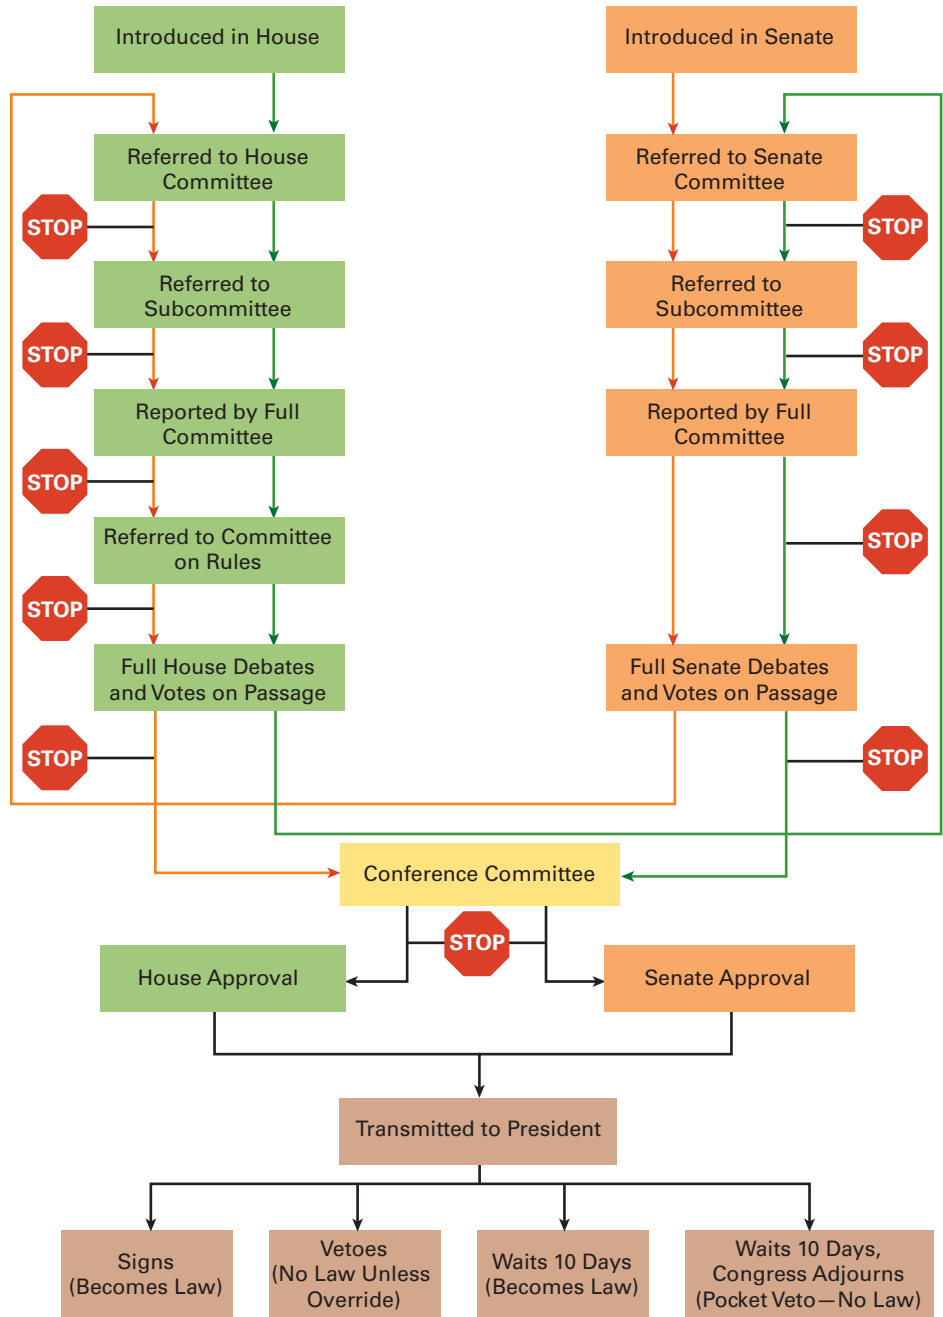 Introduced in House
Introduced in Senate
Referred to House
Committee
Referred to Senate
Committee
STOP
STOP
Referred to
Subcommittee
Referred to
Subcommittee
STOP
STOP
Reported by Full
Committee
Reported by Full
Committee
STOP
Referred to Committee
on Rules
STOP
STOP
Full House Debates
and Votes on Passage
Full Senate Debates
and Votes on Passage
STOP
STOP
Conference Committee
STOP
House Approval
Senate Approval
Transmitted to President
Signs
(Becomes Law)
Vetoes
(No Law Unless
Override)
Waits 10 Days
(Becomes Law)
Waits 10 Days,
Congress Adjourns
(Pocket Veto—No Law)